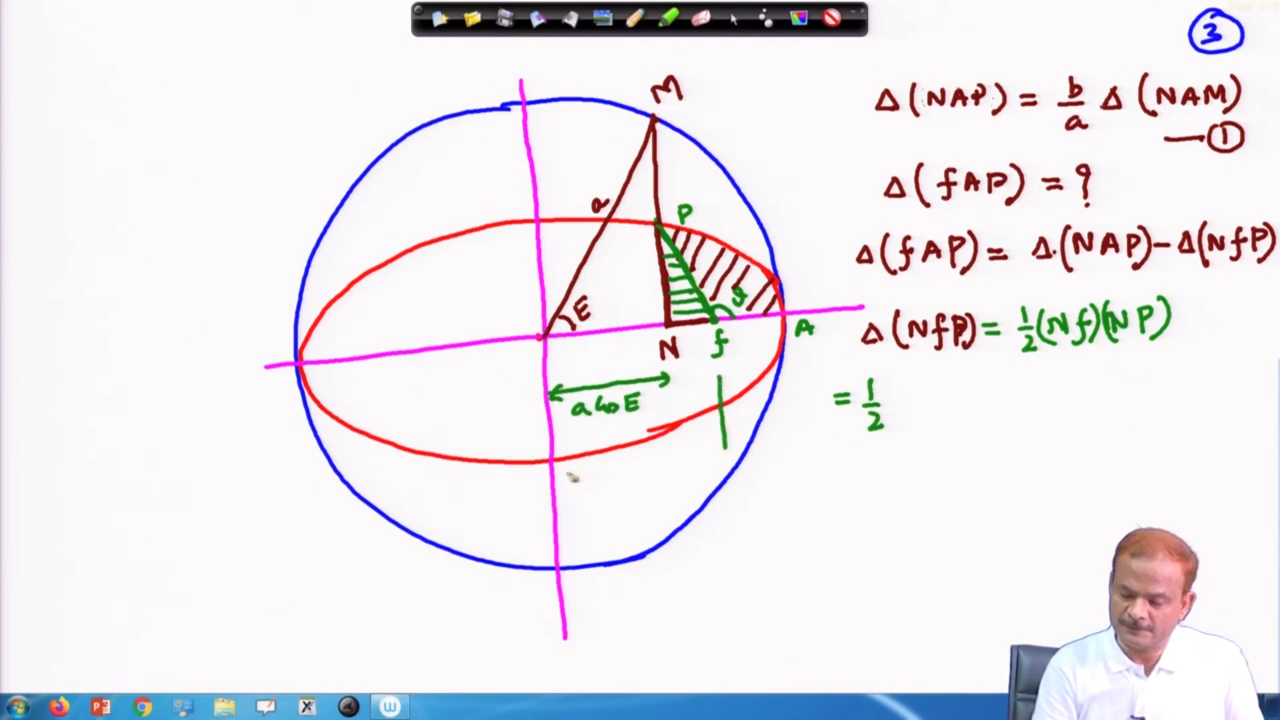 3
Δ(NAP) = b/a Δ(NAM)
—①
Δ(fAP) = ?
Δ(fAP) = Δ.(NAP) - Δ(NfP)
Δ(NfP) = 1/2 (Nf)(NP)
= 1/2
M
a
P
E
θ
N
f
A
a Cos E